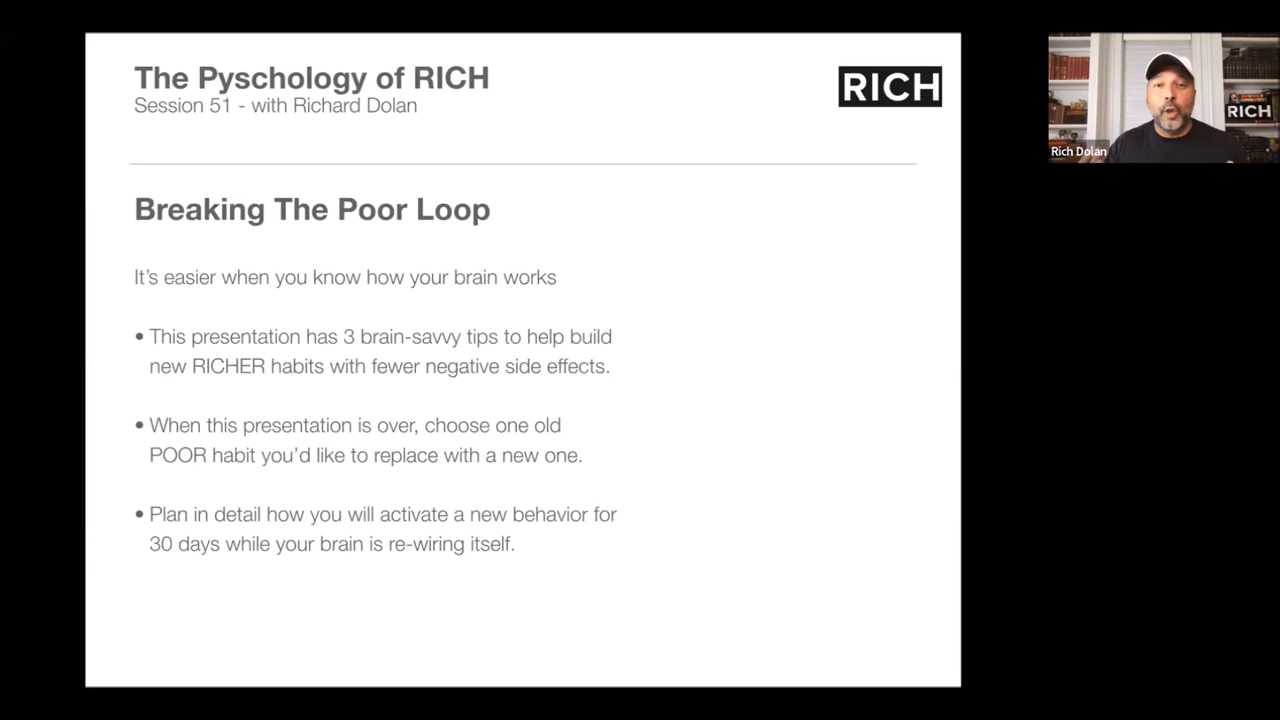 The Pyschology of RICH
Session 51 - with Richard Dolan
RICH
Breaking The Poor Loop
It's easier when you know how your brain works
• This presentation has 3 brain-savvy tips to help build
new RICHER habits with fewer negative side effects.
• When this presentation is over, choose one old
POOR habit you'd like to replace with a new one.
• Plan in detail how you will activate a new behavior for
30 days while your brain is re-wiring itself.
RICH
Rich Dolan